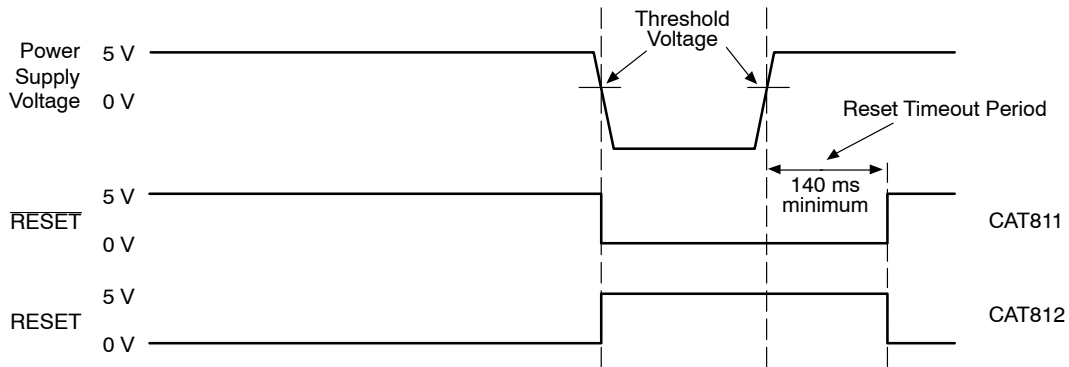 Threshold
Voltage
Power
Supply
Voltage
5 V
0 V
Reset Timeout Period
140 ms
minimum
RESET
5 V
0 V
CAT811
RESET
5 V
0 V
CAT812